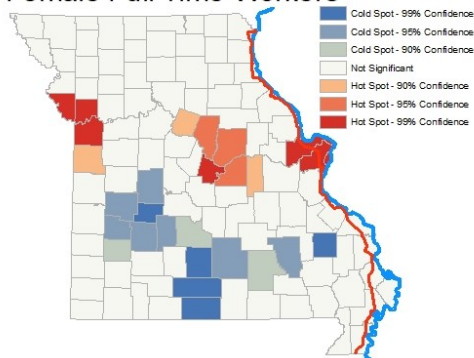 Female Full-Time Workers
Cold Spot - 99% Confidence
Cold Spot - 95% Confidence
Cold Spot - 90% Confidence
Not Significant
Hot Spot - 90% Confidence
Hot Spot - 95% Confidence
Hot Spot - 99% Confidence